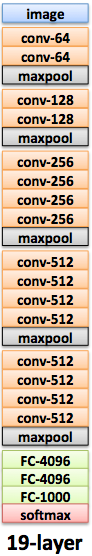 image
conv-64
conv-64
maxpool
conv-128
conv-128
maxpool
conv-256
conv-256
conv-256
conv-256
maxpool
conv-512
conv-512
conv-512
conv-512
maxpool
conv-512
conv-512
conv-512
conv-512
maxpool
FC-4096
FC-4096
FC-1000
softmax
19-layer